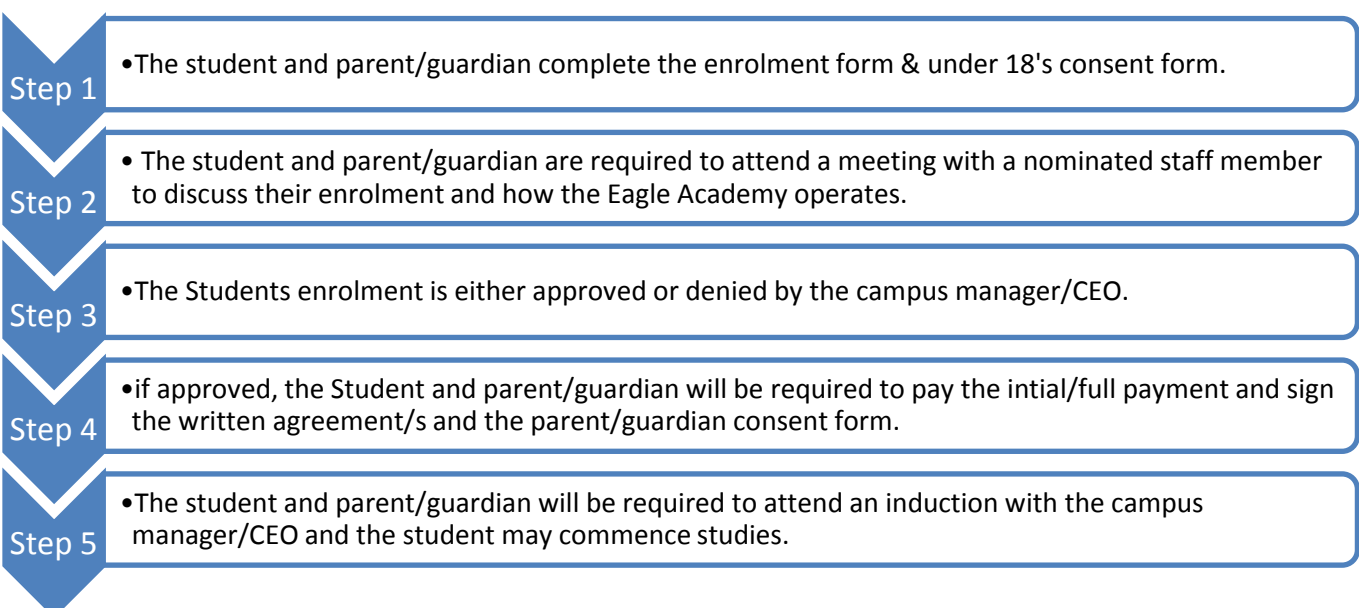 Step 1
•The student and parent/guardian complete the enrolment form & under 18's consent form.
Step 2
• The student and parent/guardian are required to attend a meeting with a nominated staff member
to discuss their enrolment and how the Eagle Academy operates.
Step 3
•The Students enrolment is either approved or denied by the campus manager/CEO.
Step 4
•if approved, the Student and parent/guardian will be required to pay the intial/full payment and sign
the written agreement/s and the parent/guardian consent form.
Step 5
•The student and parent/guardian will be required to attend an induction with the campus
manager/CEO and the student may commence studies.